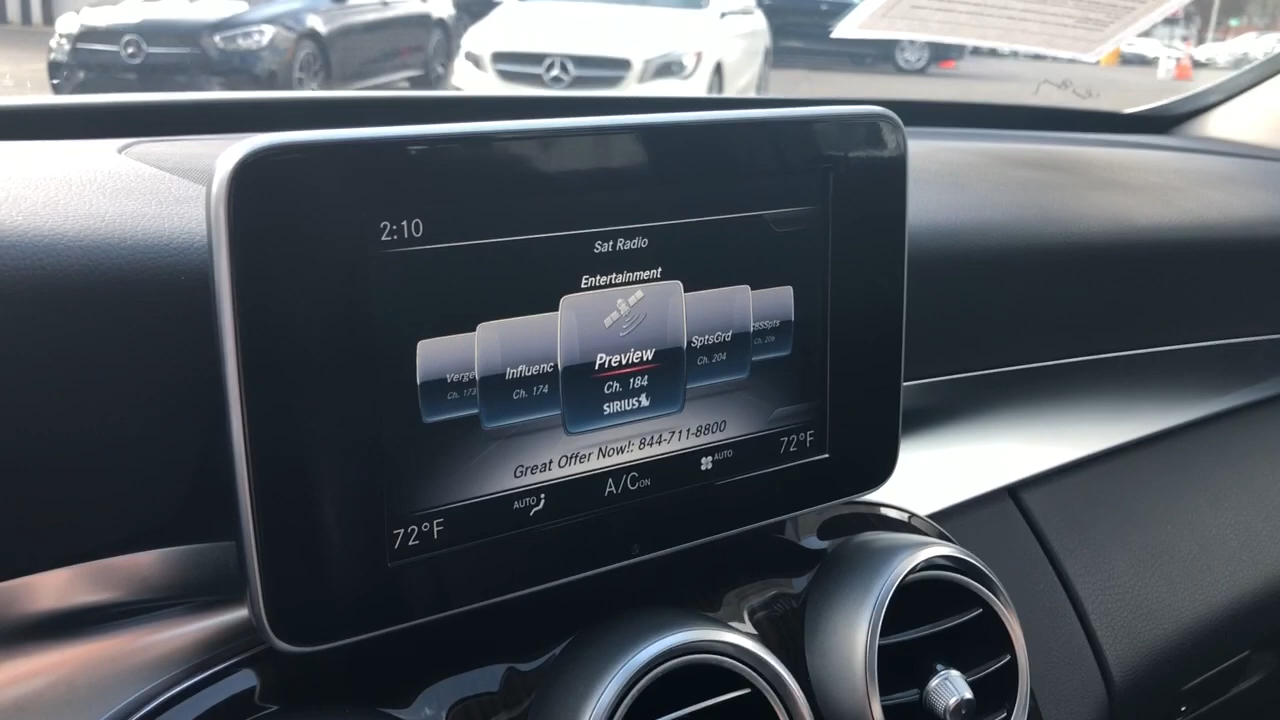 2:10
Sat Radio
Entertainment
Verge
Ch. 173
Influenc
Ch. 174
Preview
Ch. 184
SIRIUS
SptsGrd
Ch. 204
CBSSpts
Ch. 206
Great Offer Now!: 844-711-8800
72°F
AUTO
A/C ON
AUTO
72°F